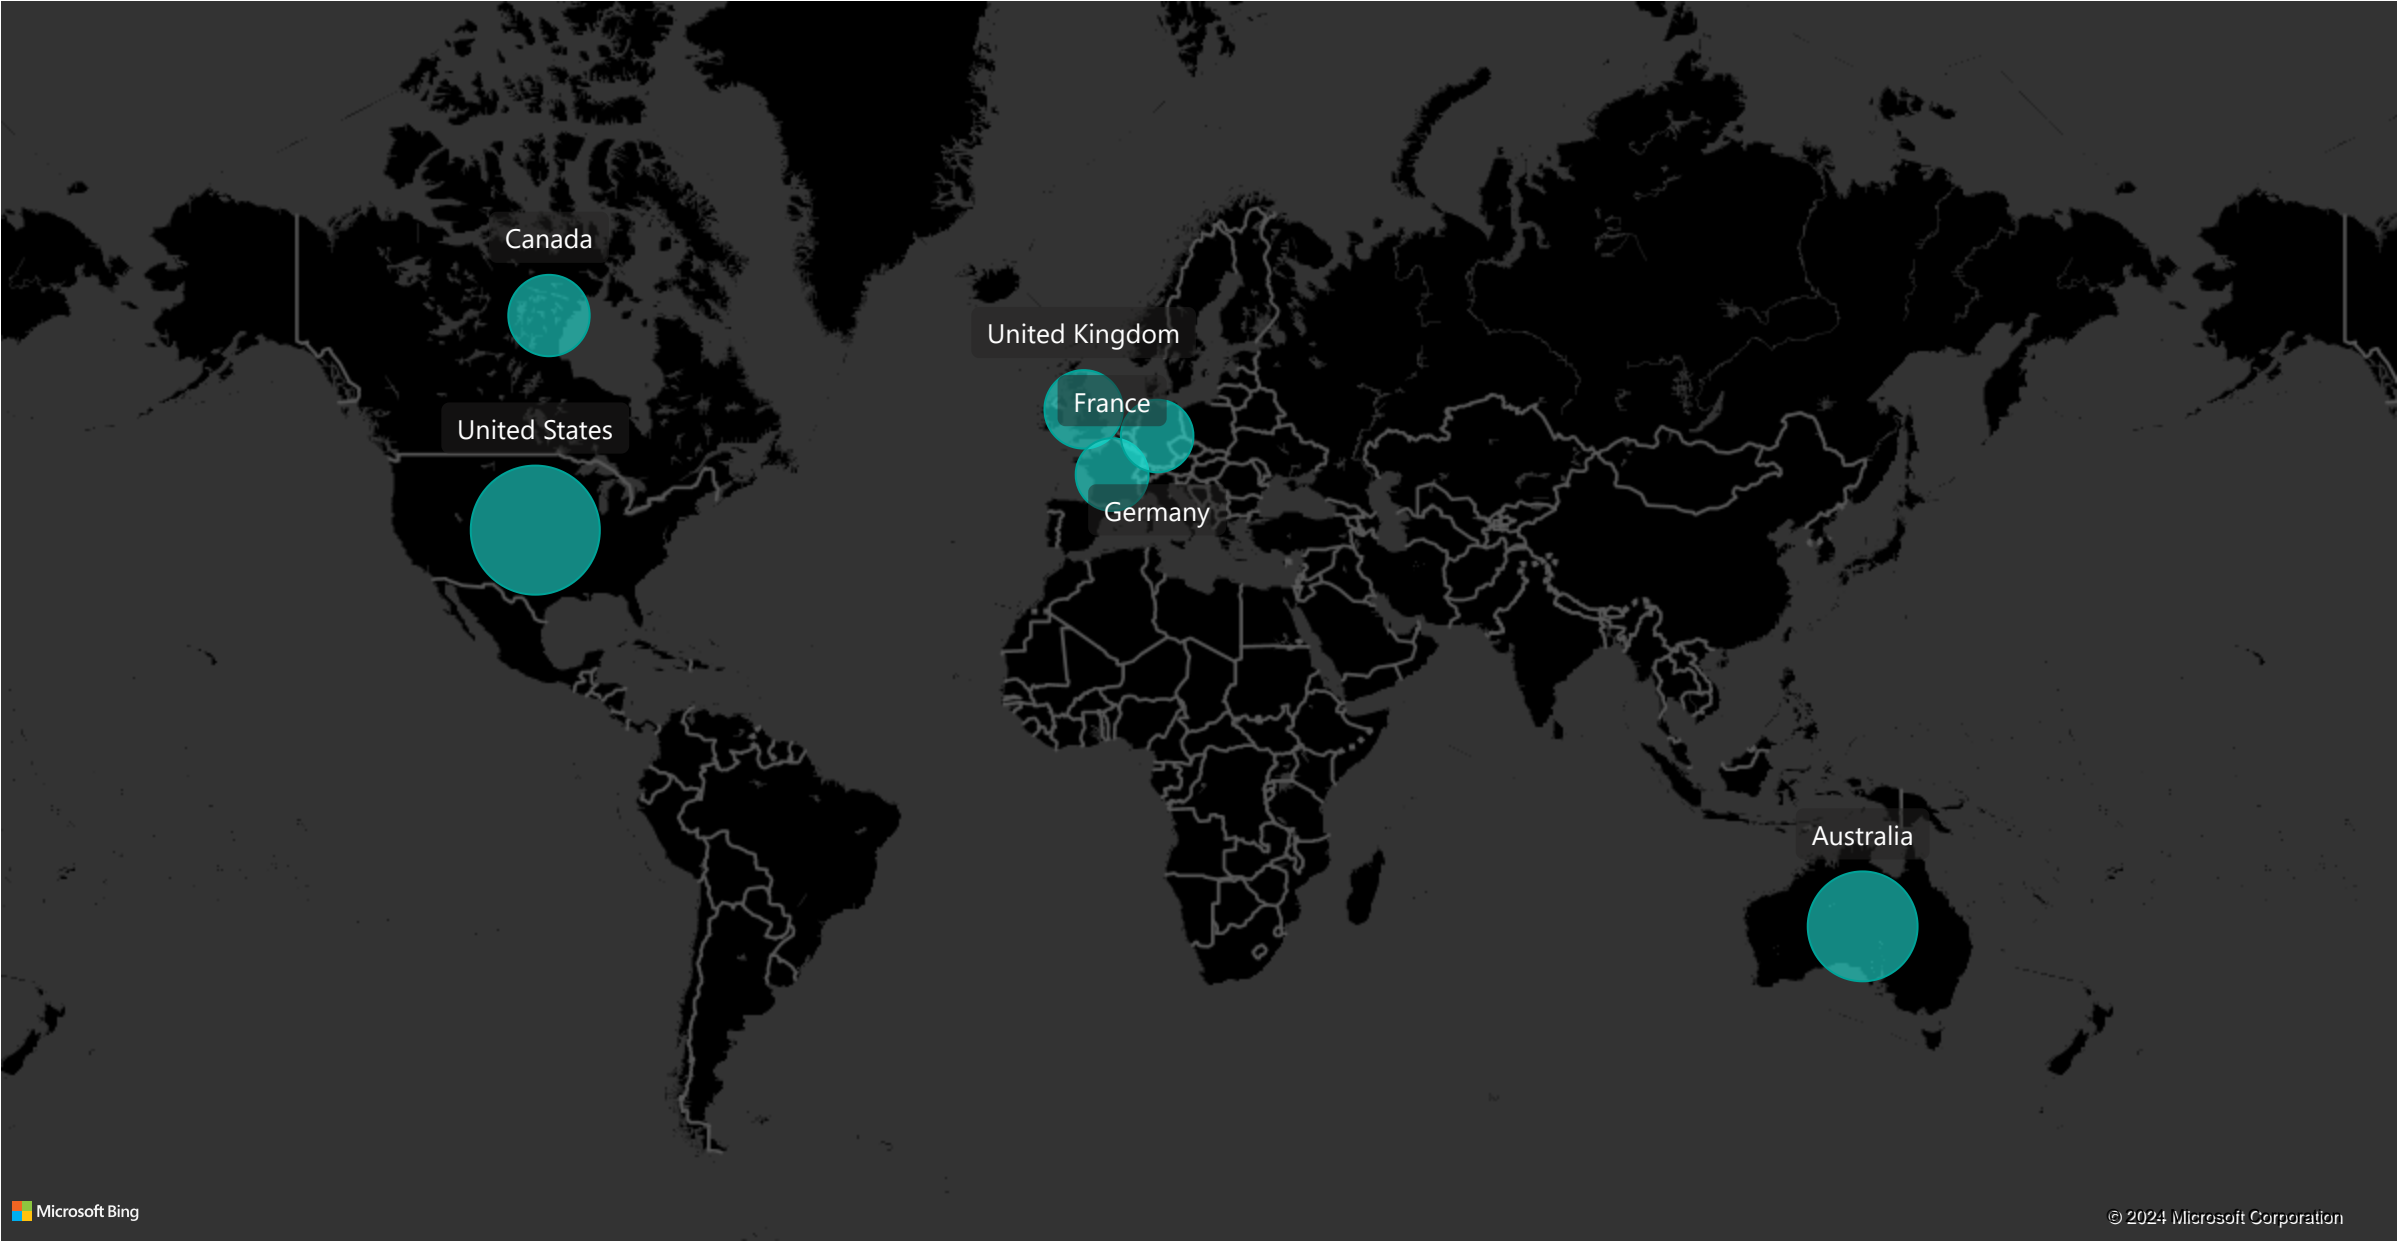 Canada
United Kingdom
France
United States
Germany
Australia
Microsoft Bing
© 2024 Microsoft Corporation